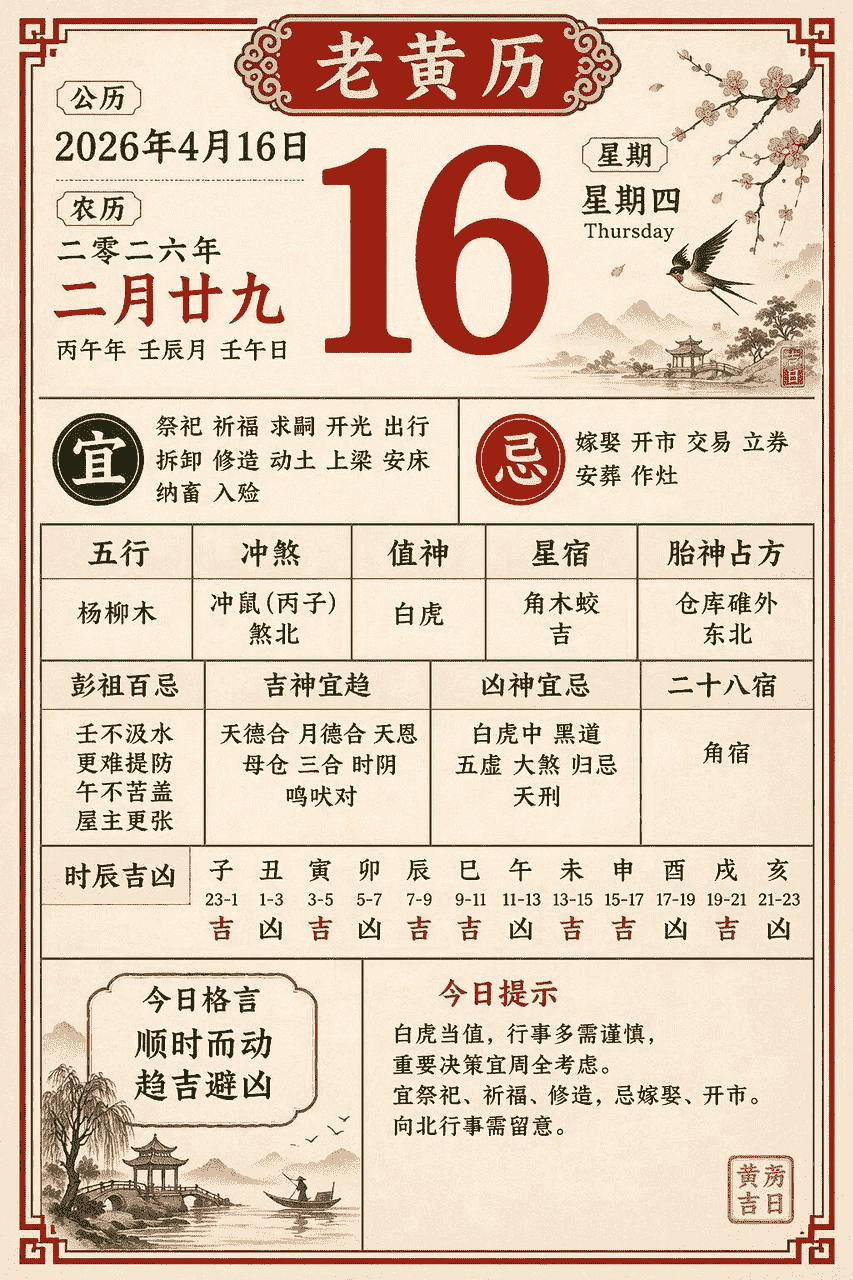 老黄历
公历
2026年4月16日
农历
二零二六年
二月廿九
丙午年 壬辰月 壬午日
16
星期
星期四
Thursday
宜
祭祀 祈福 求嗣 开光 出行
拆卸 修造 动土 上梁 安床
纳畜 入殓
忌
嫁娶 开市 交易 立券
安葬 作灶
五行 冲煞 值神 星宿 胎神占方
杨柳木
冲鼠(丙子)
煞北
白虎
角木蛟
吉
仓库碓外
东北
彭祖百忌 吉神宜趋 凶神宜忌 二十八宿
壬不汲水
更难提防
午不苫盖
屋主更张
天德合 月德合 天恩
母仓 三合 时阴
鸣吠对
白虎中 黑道
五虚 大煞 归忌
天刑
角宿
时辰吉凶
子 丑 寅 卯 辰 巳 午 未 申 酉 戌 亥
23-1 1-3 3-5 5-7 7-9 9-11 11-13 13-15 15-17 17-19 19-21 21-23
吉 凶 吉 凶 吉 吉 凶 吉 吉 凶 吉 凶
今日格言
顺时而动
趋吉避凶
今日提示
白虎当值，行事多需谨慎，
重要决策宜周全考虑。
宜祭祀、祈福、修造，忌嫁娶、开市。
向北行事需留意。
黄
吉日